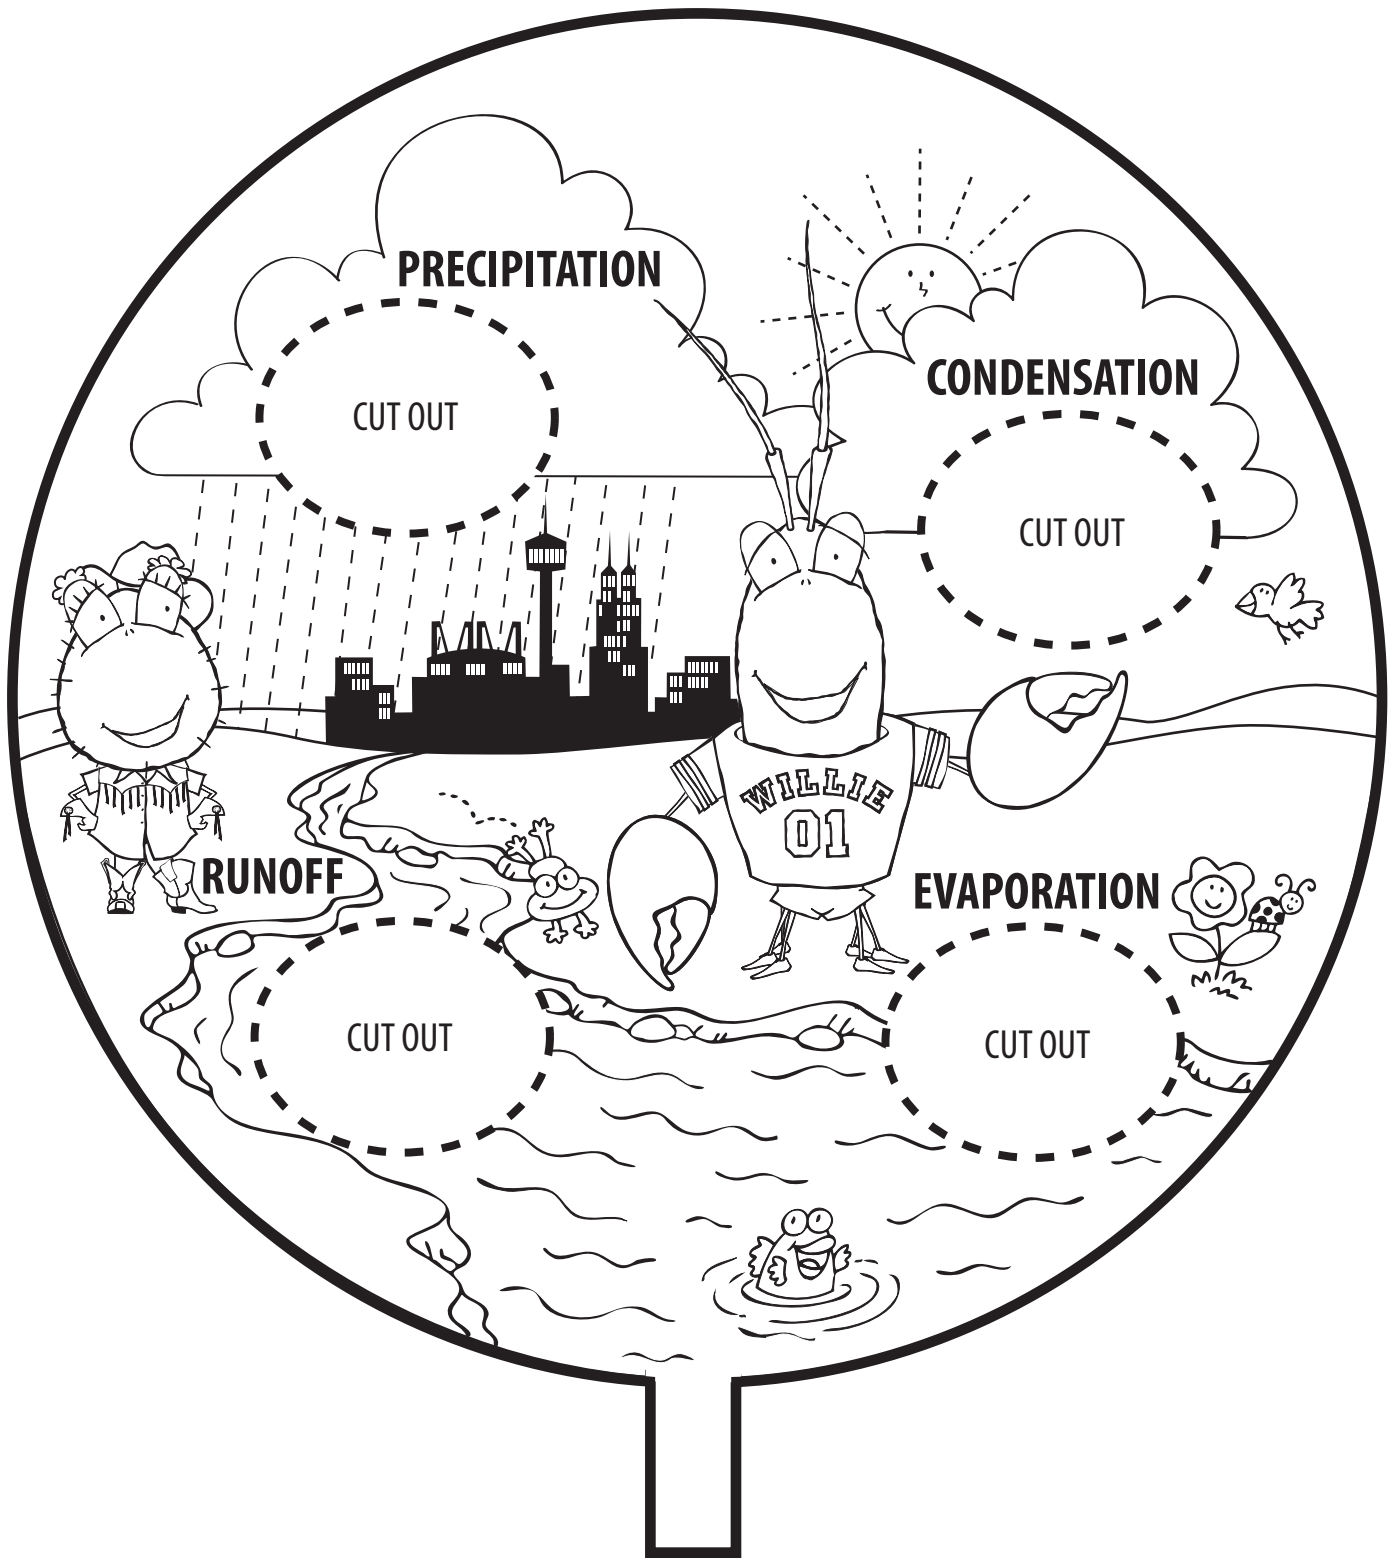 PRECIPITATION
CUT OUT
CONDENSATION
CUT OUT
WILLIE
01
RUNOFF
CUT OUT
EVAPORATION
CUT OUT